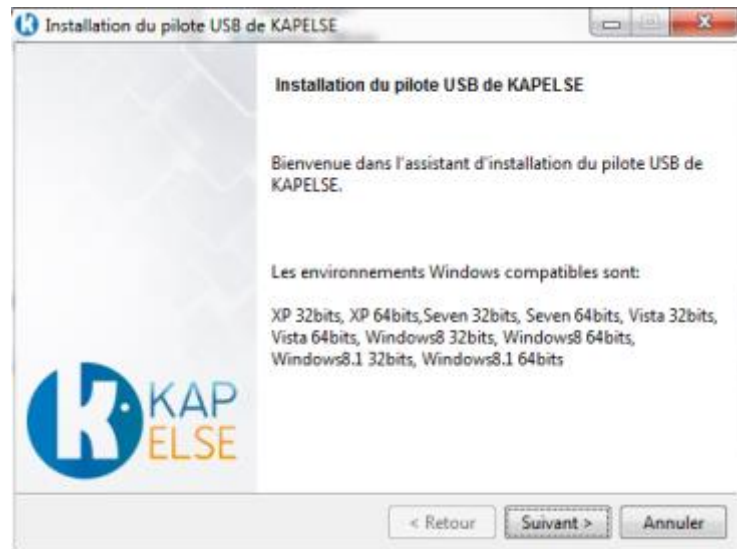 Installation du pilote USB de KAPELSE
Installation du pilote USB de KAPELSE
Bienvenue dans l'assistant d'installation du pilote USB de
KAPELSE.
Les environnements Windows compatibles sont:
XP 32bits, XP 64bits,Seven 32bits, Seven 64bits, Vista 32bits,
Vista 64bits, Windows8 32bits, Windows8 64bits,
Windows8.1 32bits, Windows8.1 64bits
K
KAP
ELSE
< Retour
Suivant >
Annuler